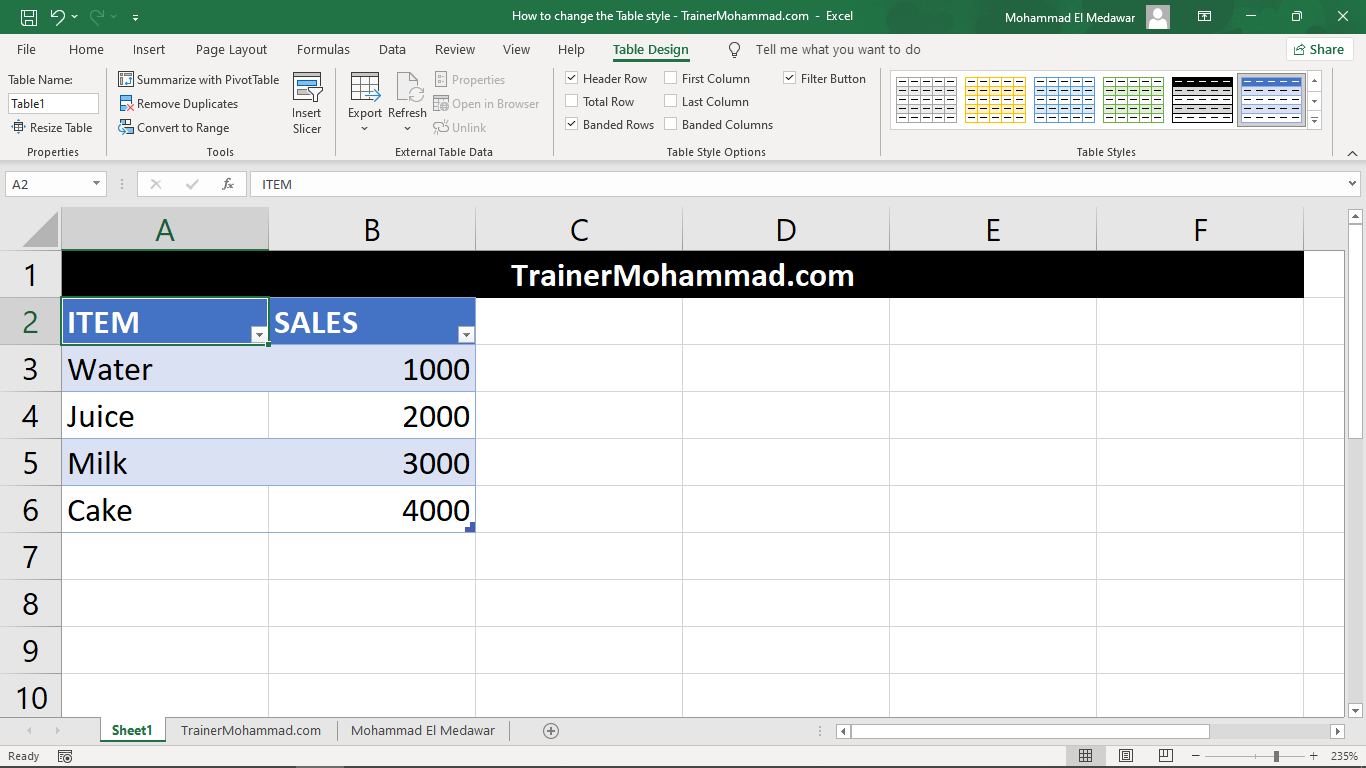 How to change the Table style - TrainerMohammad.com - Excel
Mohammad El Medawar
File Home Insert Page Layout Formulas Data Review View Help Table Design Tell me what you want to do Share
Table Name:
Table1
Resize Table
Properties
Summarize with PivotTable
Remove Duplicates
Convert to Range
Insert
Slicer
Tools
Export
Refresh
Properties
Open in Browser
Unlink
External Table Data
Header Row
Total Row
Banded Rows
First Column
Last Column
Banded Columns
Filter Button
Table Style Options
Table Styles
A2
fx
ITEM
A B C D E F
1 TrainerMohammad.com
2 ITEM SALES
3 Water 1000
4 Juice 2000
5 Milk 3000
6 Cake 4000
7
8
9
10
Sheet1 TrainerMohammad.com Mohammad El Medawar
Ready
235%